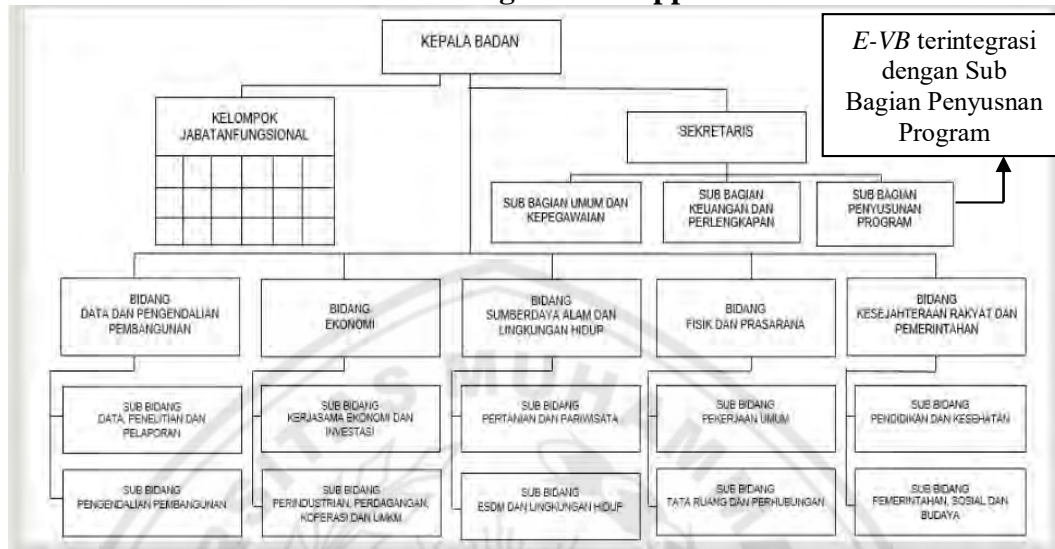 KEPALA BADAN
E-VB terintegrasi
dengan Sub
Bagian Penyusnan
Program
KELOMPOK
JABATANFUNGSIONAL
SEKRETARIS
SUB BAGIAN UMUM DAN
KEPEGAWAIAN
SUB BAGIAN
KEUANGAN DAN
PERLENGKAPAN
SUB BAGIAN
PENYUSUNAN
PROGRAM
BIDANG
DATA DAN PENGENDALIAN
PEMBANGUNAN
BIDANG
EKONOMI
BIDANG
SUMBERDAYA ALAM DAN
LINGKUNGAN HIDUP
BIDANG
FISIK DAN PRASARANA
BIDANG
KESEJAHTERAAN RAKYAT DAN
PEMERINTAHAN
SUB BIDANG
DATA, PENELITIAN DAN
PELAPORAN
SUB BIDANG
KERJASAMA EKONOMI DAN
INVESTASI
SUB BIDANG
PERTANIAN DAN PARIWISATA
SUB BIDANG
PEKERJAAN UMUM
SUB BIDANG
PENDIDIKAN DAN KESEHATAN
SUB BIDANG
PENGENDALIAN PEMBANGUNAN
SUB BIDANG
PERINDUSTRIAN, PERDAGANGAN,
KOPERASI DAN UMKM
SUB BIDANG
ESDM DAN LINGKUNGAN HIDUP
SUB BIDANG
TATA RUANG DAN PERHUBUNGAN
SUB BIDANG
PEMERINTAHAN, SOSIAL DAN
BUDAYA